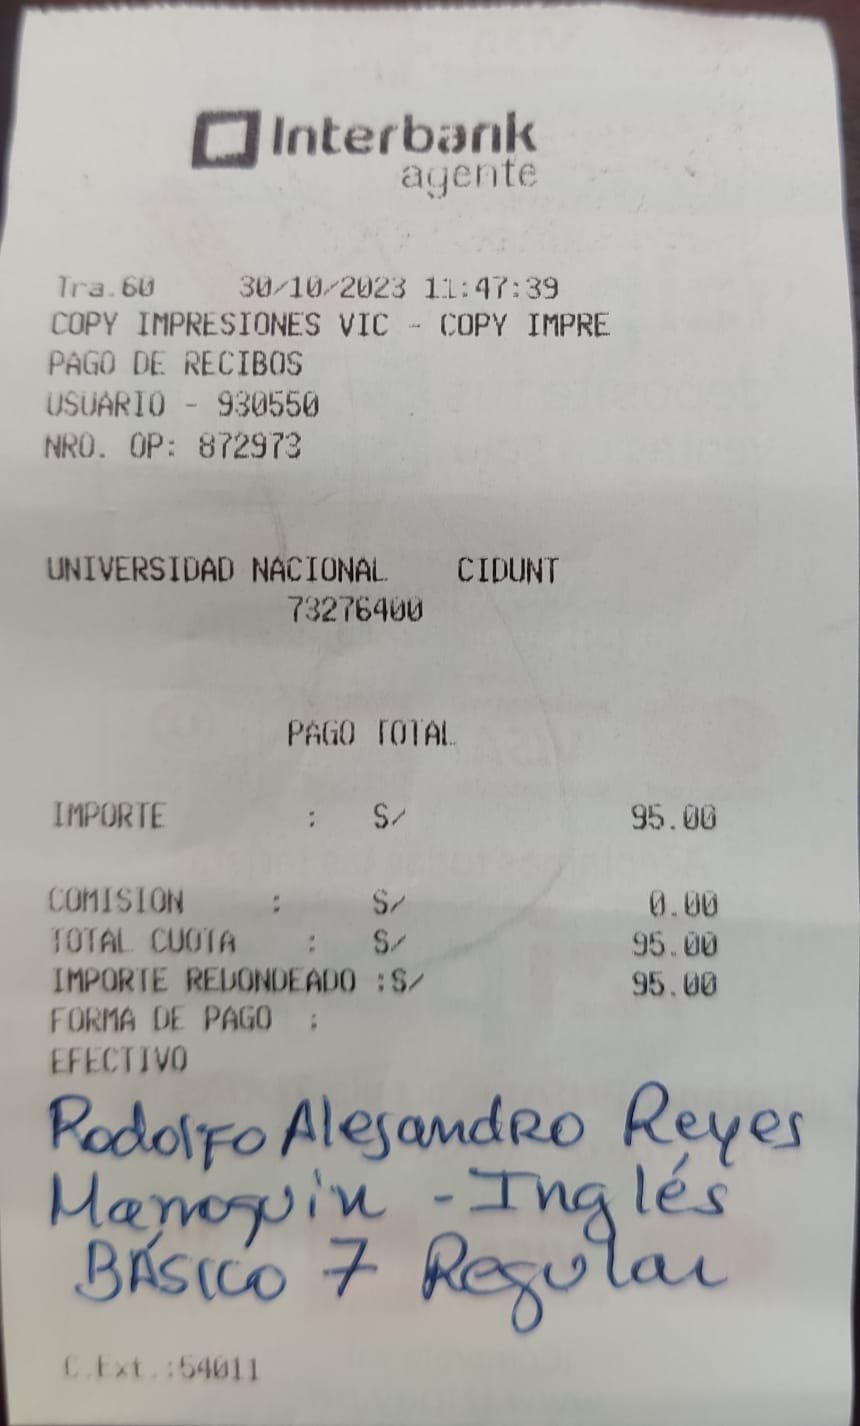 Interbank
agente
Tra.60 30/10/2023 11:47:39
COPY IMPRESIONES VIC - COPY IMPRE
PAGO DE RECIBOS
USUARIO - 930550
NRO. OP: 872973
UNIVERSIDAD NACIONAL CIDUNT
73276400
PAGO TOTAL
IMPORTE : S/ 95.00
COMISION : S/ 0.00
TOTAL CUOTA : S/ 95.00
IMPORTE REDONDEADO :S/ 95.00
FORMA DE PAGO :
EFECTIVO
Rodolfo Alejandro Reyes
- Inglés
BÁSICO 7 Regular
C.Ext.:54011